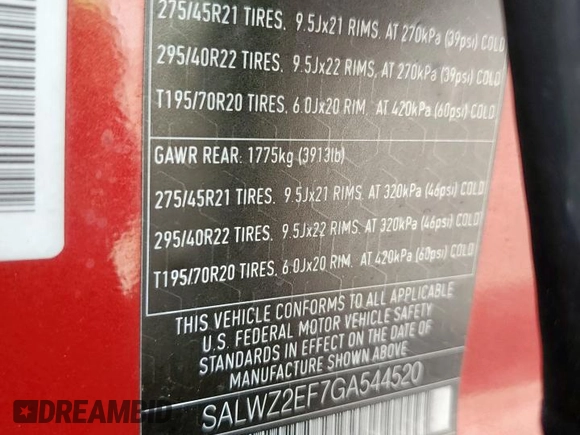 275/45R21 TIRES, 9.5Jx21 RIMS, AT 270kPa (39psi) COLD
295/40R22 TIRES, 9.5Jx22 RIMS, AT 270kPa (39psi) COLD
T195/70R20 TIRES, 6.0Jx20 RIM, AT 420kPa (60psi) COLD
GAWR REAR: 1775kg (3913lb)
275/45R21 TIRES, 9.5Jx21 RIMS, AT 320kPa (46psi) COLD
295/40R22 TIRES, 9.5Jx22 RIMS, AT 320kPa (46psi) COLD
T195/70R20 TIRES, 6.0Jx20 RIM, AT 420kPa (60psi) COLD
THIS VEHICLE CONFORMS TO ALL APPLICABLE
U.S. FEDERAL MOTOR VEHICLE SAFETY
STANDARDS IN EFFECT ON THE DATE OF
MANUFACTURE SHOWN ABOVE
SALWZ2EF7GA544520
DREAMBID